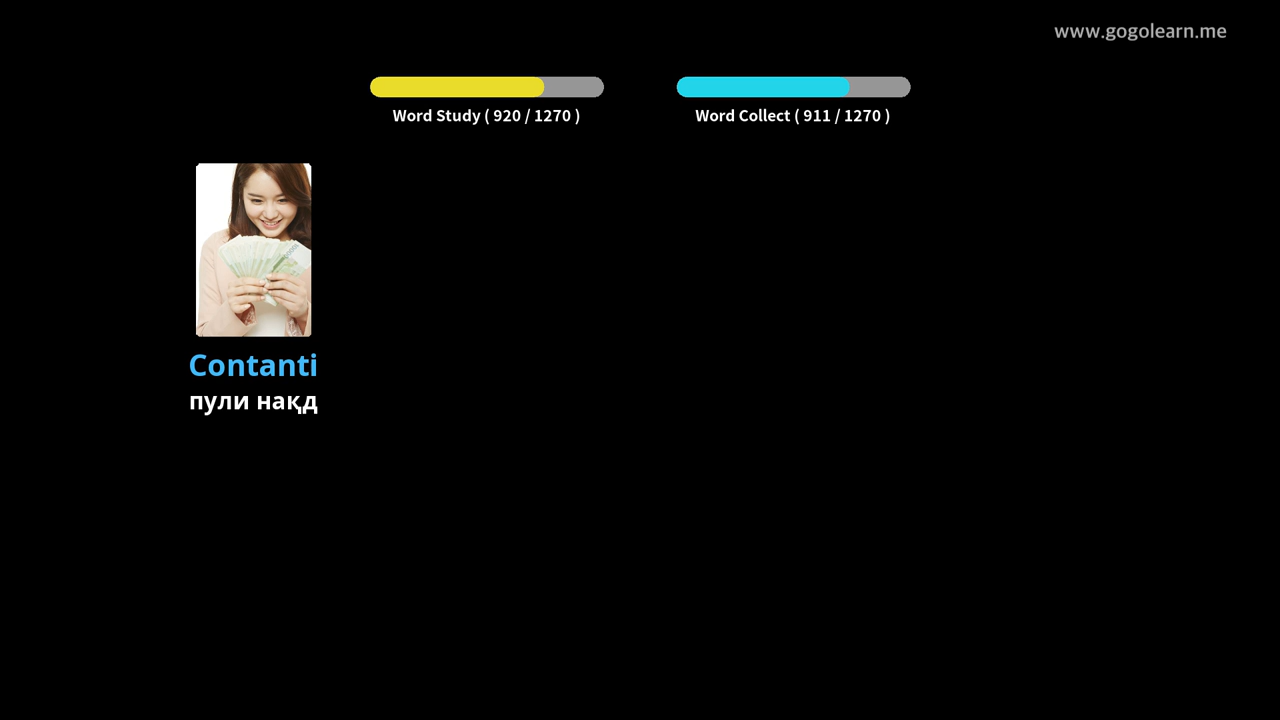 www.gogolearn.me
Word Study ( 920 / 1270 )
Word Collect ( 911 / 1270 )
Contanti
пули нақд